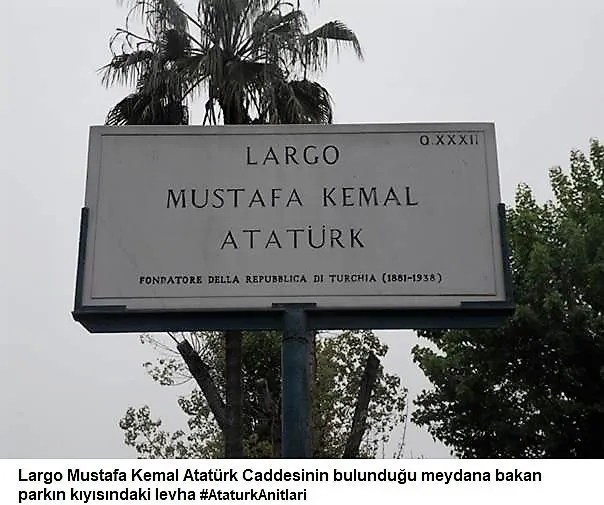 Q.XXXII
LARGO
MUSTAFA KEMAL
ATATÜRK
FONDATORE DELLA REPUBBLICA DI TURCHIA (1881-1938)
Largo Mustafa Kemal Atatürk Caddesinin bulunduğu meydana bakan
parkın kıyısındaki levha #AtaturkAnitlari